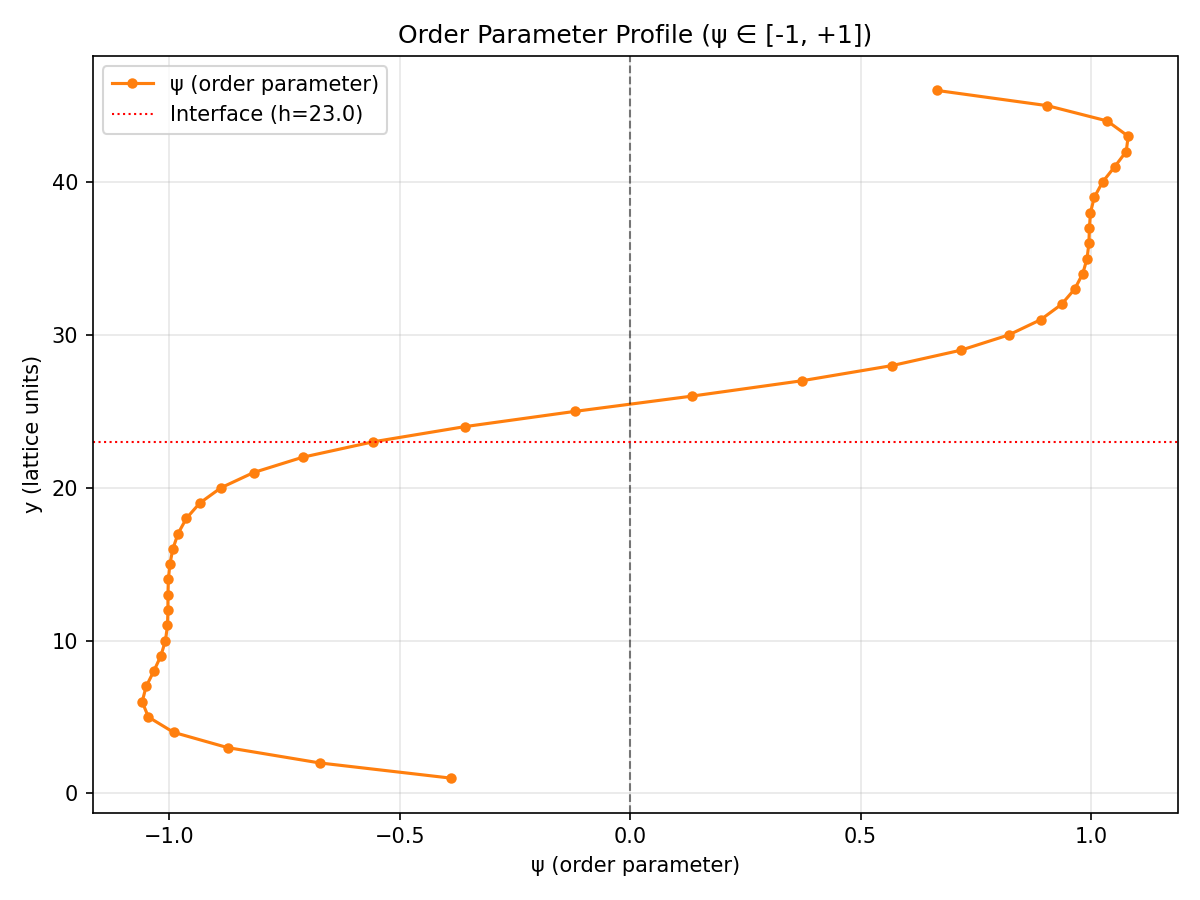 Order Parameter Profile (ψ ∈ [-1, +1])
ψ (order parameter)
Interface (h=23.0)
y (lattice units)
40
30
20
10
0
−1.0
−0.5
0.0
0.5
1.0
ψ (order parameter)